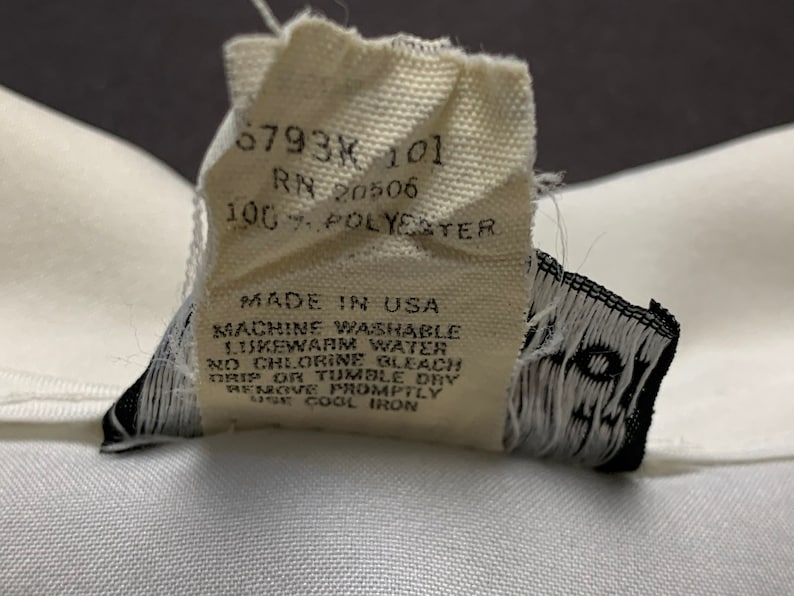 6793K 101
RN 20506
100% POLYESTER
MADE IN USA
MACHINE WASHABLE
LUKEWARM WATER
NO CHLORINE BLEACH
DRIP OR TUMBLE DRY
REMOVE PROMPTLY
USE COOL IRON